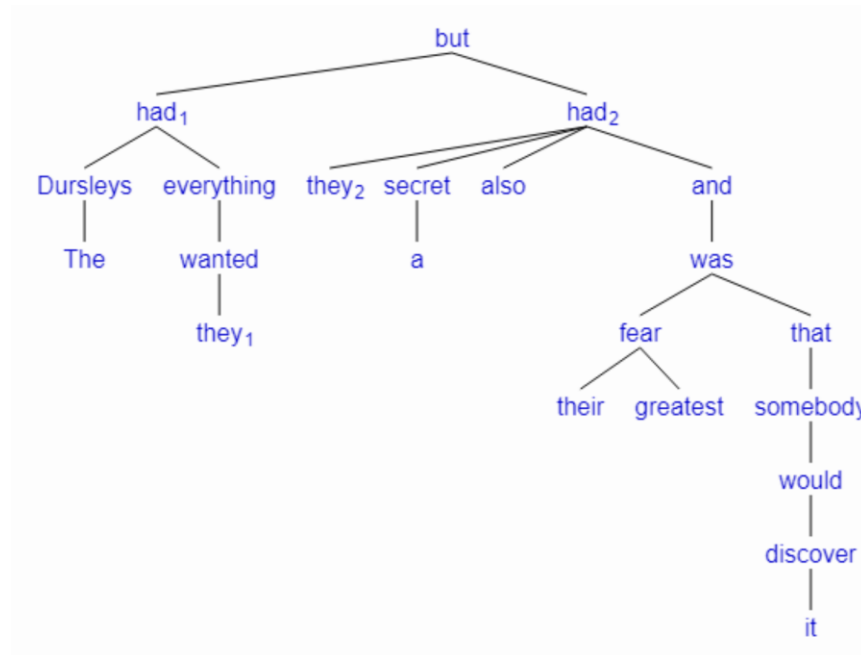 but
had1 had2
Dursleys everything they2 secret also and
The wanted a was
they1 fear that
their greatest somebody
would
discover
it